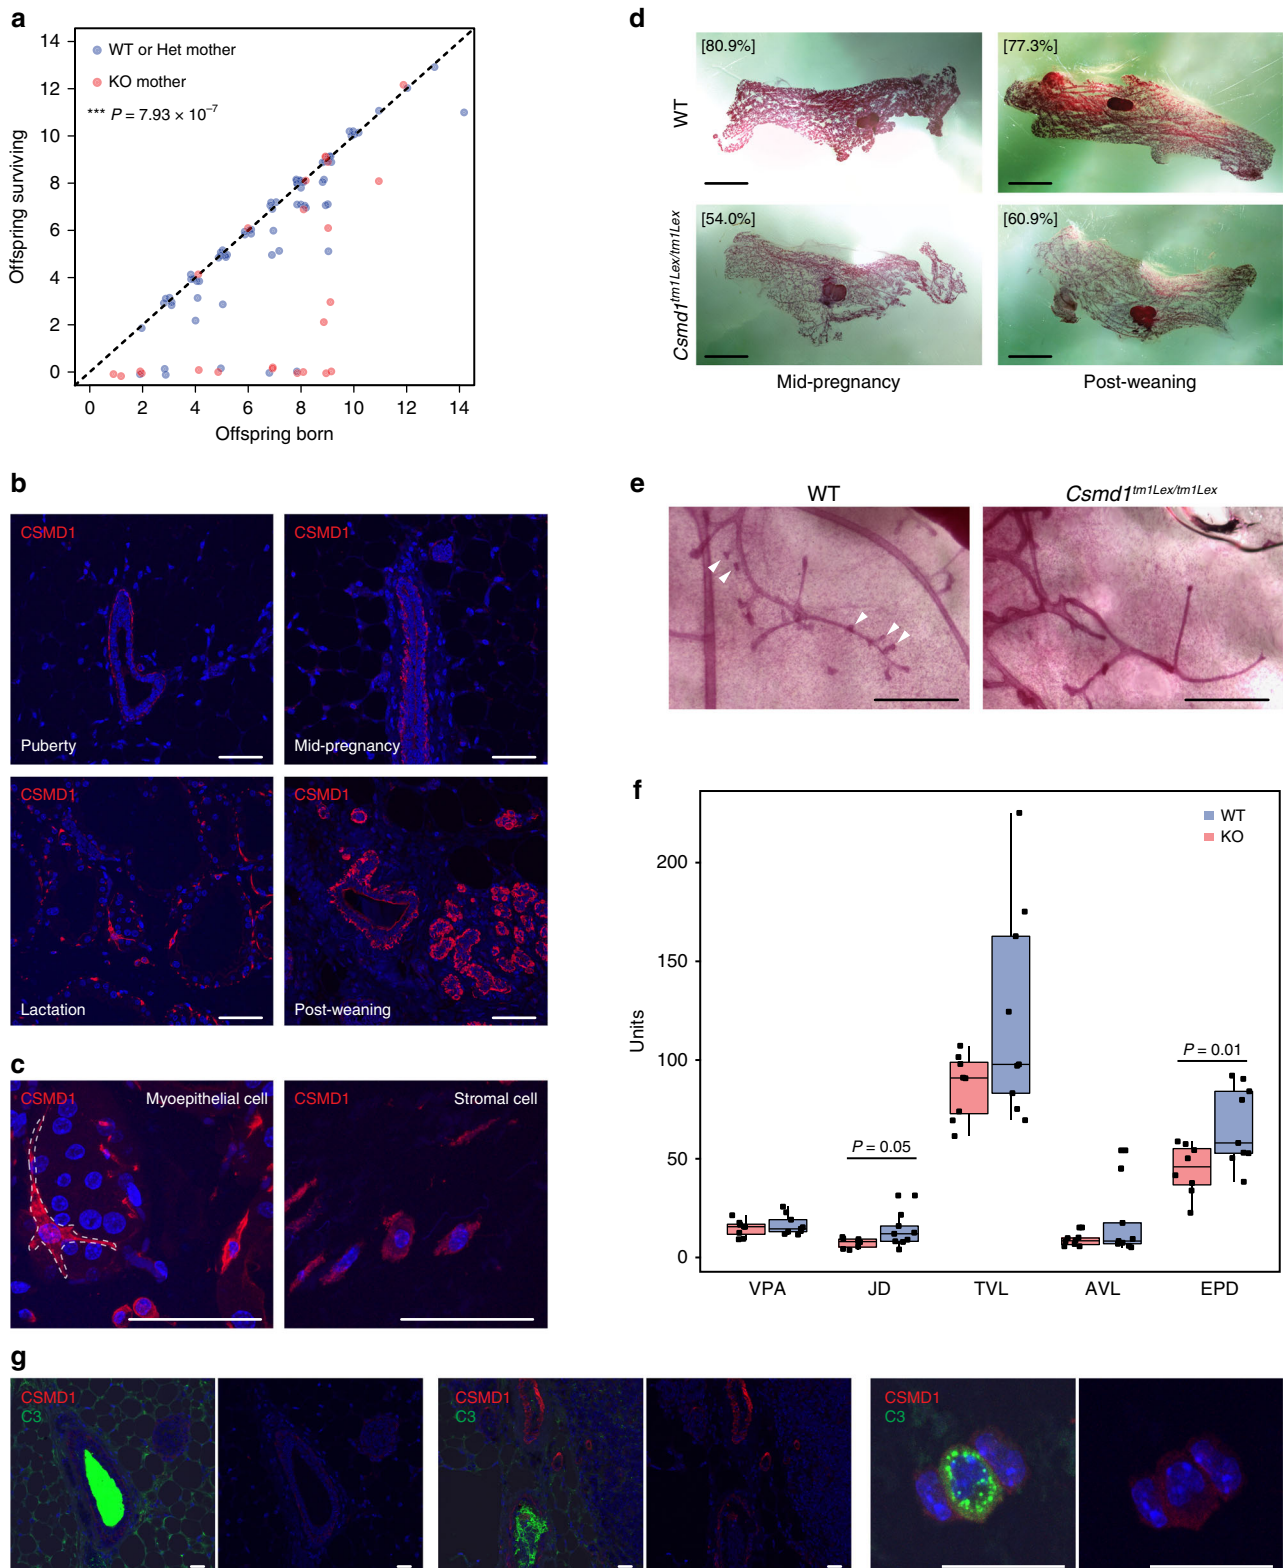 a
14
12
10
8
6
4
2
0
Offspring surviving
WT or Het mother
KO mother
*** P = 7.93 × 10⁻⁷
0 2 4 6 8 10 12 14
Offspring born
d
[80.9%]
[77.3%]
WT
[54.0%]
[60.9%]
Csmd1tm1Lex/tm1Lex
Mid-pregnancy
Post-weaning
b
CSMD1
Puberty
CSMD1
Mid-pregnancy
CSMD1
Lactation
CSMD1
Post-weaning
e
WT
Csmd1tm1Lex/tm1Lex
c
CSMD1
Myoepithelial cell
CSMD1
Stromal cell
f
WT
KO
200
150
100
50
0
Units
P = 0.05
P = 0.01
VPA JD TVL AVL EPD
g
CSMD1
C3
CSMD1
C3
CSMD1
C3